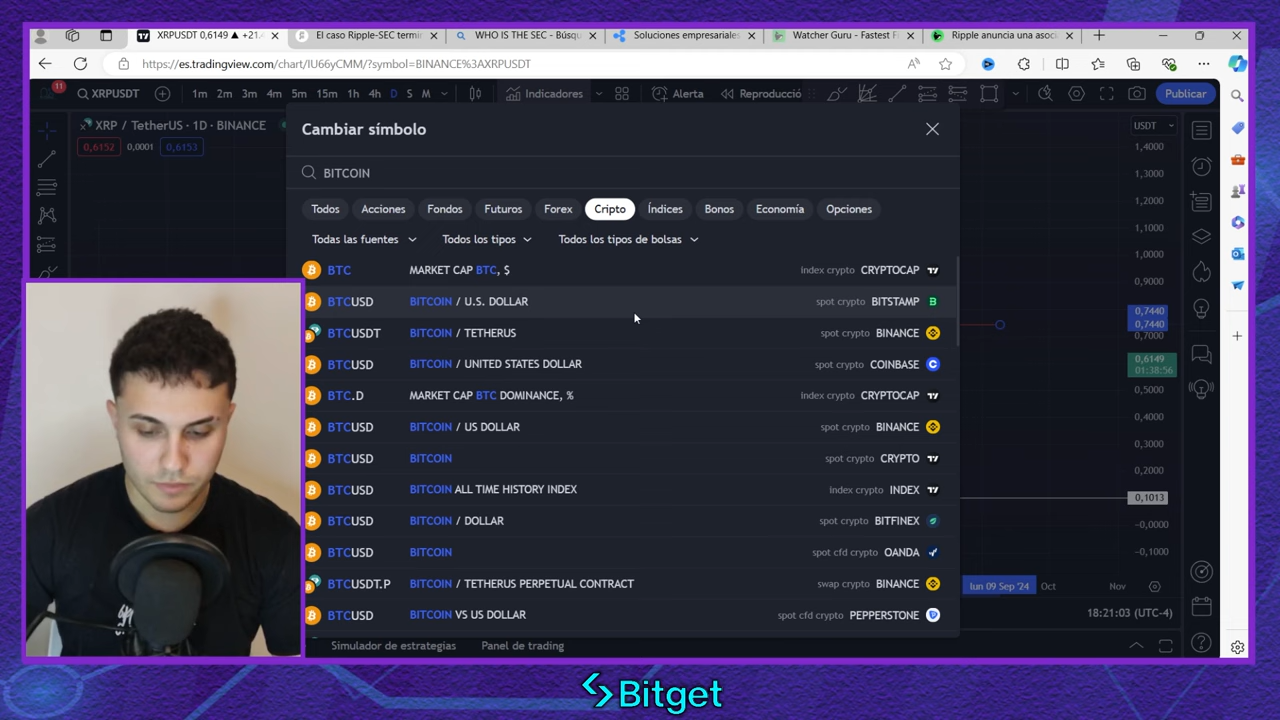 XRPUSDT 0,6149 ▲ +21.4
El caso Ripple-SEC termin
WHO IS THE SEC - Búsq
Soluciones empresariales
Watcher Guru - Fastest F
Ripple anuncia una asoc
https://es.tradingview.com/chart/IU66yCMM/?symbol=BINANCE%3AXRPUSDT
11
XRPUSDT
1m 2m 3m 5m 15m 1h 4h D S M
Indicadores
Alerta
Reproducció
Publicar
XRP / TetherUS · 1D · BINANCE
0,6152 0,0001 0,6153
USDT
Cambiar símbolo
BITCOIN
Todos Acciones Fondos Futuros Forex Cripto Índices Bonos Economía Opciones
Todas las fuentes Todos los tipos Todos los tipos de bolsas
BTC MARKET CAP BTC, $ index crypto CRYPTOCAP
BTCUSD BITCOIN / U.S. DOLLAR spot crypto BITSTAMP
BTCUSDT BITCOIN / TETHERUS spot crypto BINANCE
BTCUSD BITCOIN / UNITED STATES DOLLAR spot crypto COINBASE
BTC.D MARKET CAP BTC DOMINANCE, % index crypto CRYPTOCAP
BTCUSD BITCOIN / US DOLLAR spot crypto BINANCE
BTCUSD BITCOIN spot crypto CRYPTO
BTCUSD BITCOIN ALL TIME HISTORY INDEX index crypto INDEX
BTCUSD BITCOIN / DOLLAR spot crypto BITFINEX
BTCUSD BITCOIN spot cfd crypto OANDA
BTCUSDT.P BITCOIN / TETHERUS PERPETUAL CONTRACT swap crypto BINANCE
BTCUSD BITCOIN VS US DOLLAR spot cfd crypto PEPPERSTONE
1,4000
1,3000
1,2000
1,1000
1,0000
0,9000
0,8000
0,7440
0,7440
0,7000
0,6149
01:38:56
0,5000
0,4000
0,3000
0,2000
0,1013
−0,0000
−0,1000
lun 09 Sep '24 Oct Nov
18:21:03 (UTC-4)
Simulador de estrategias Panel de trading
Bitget